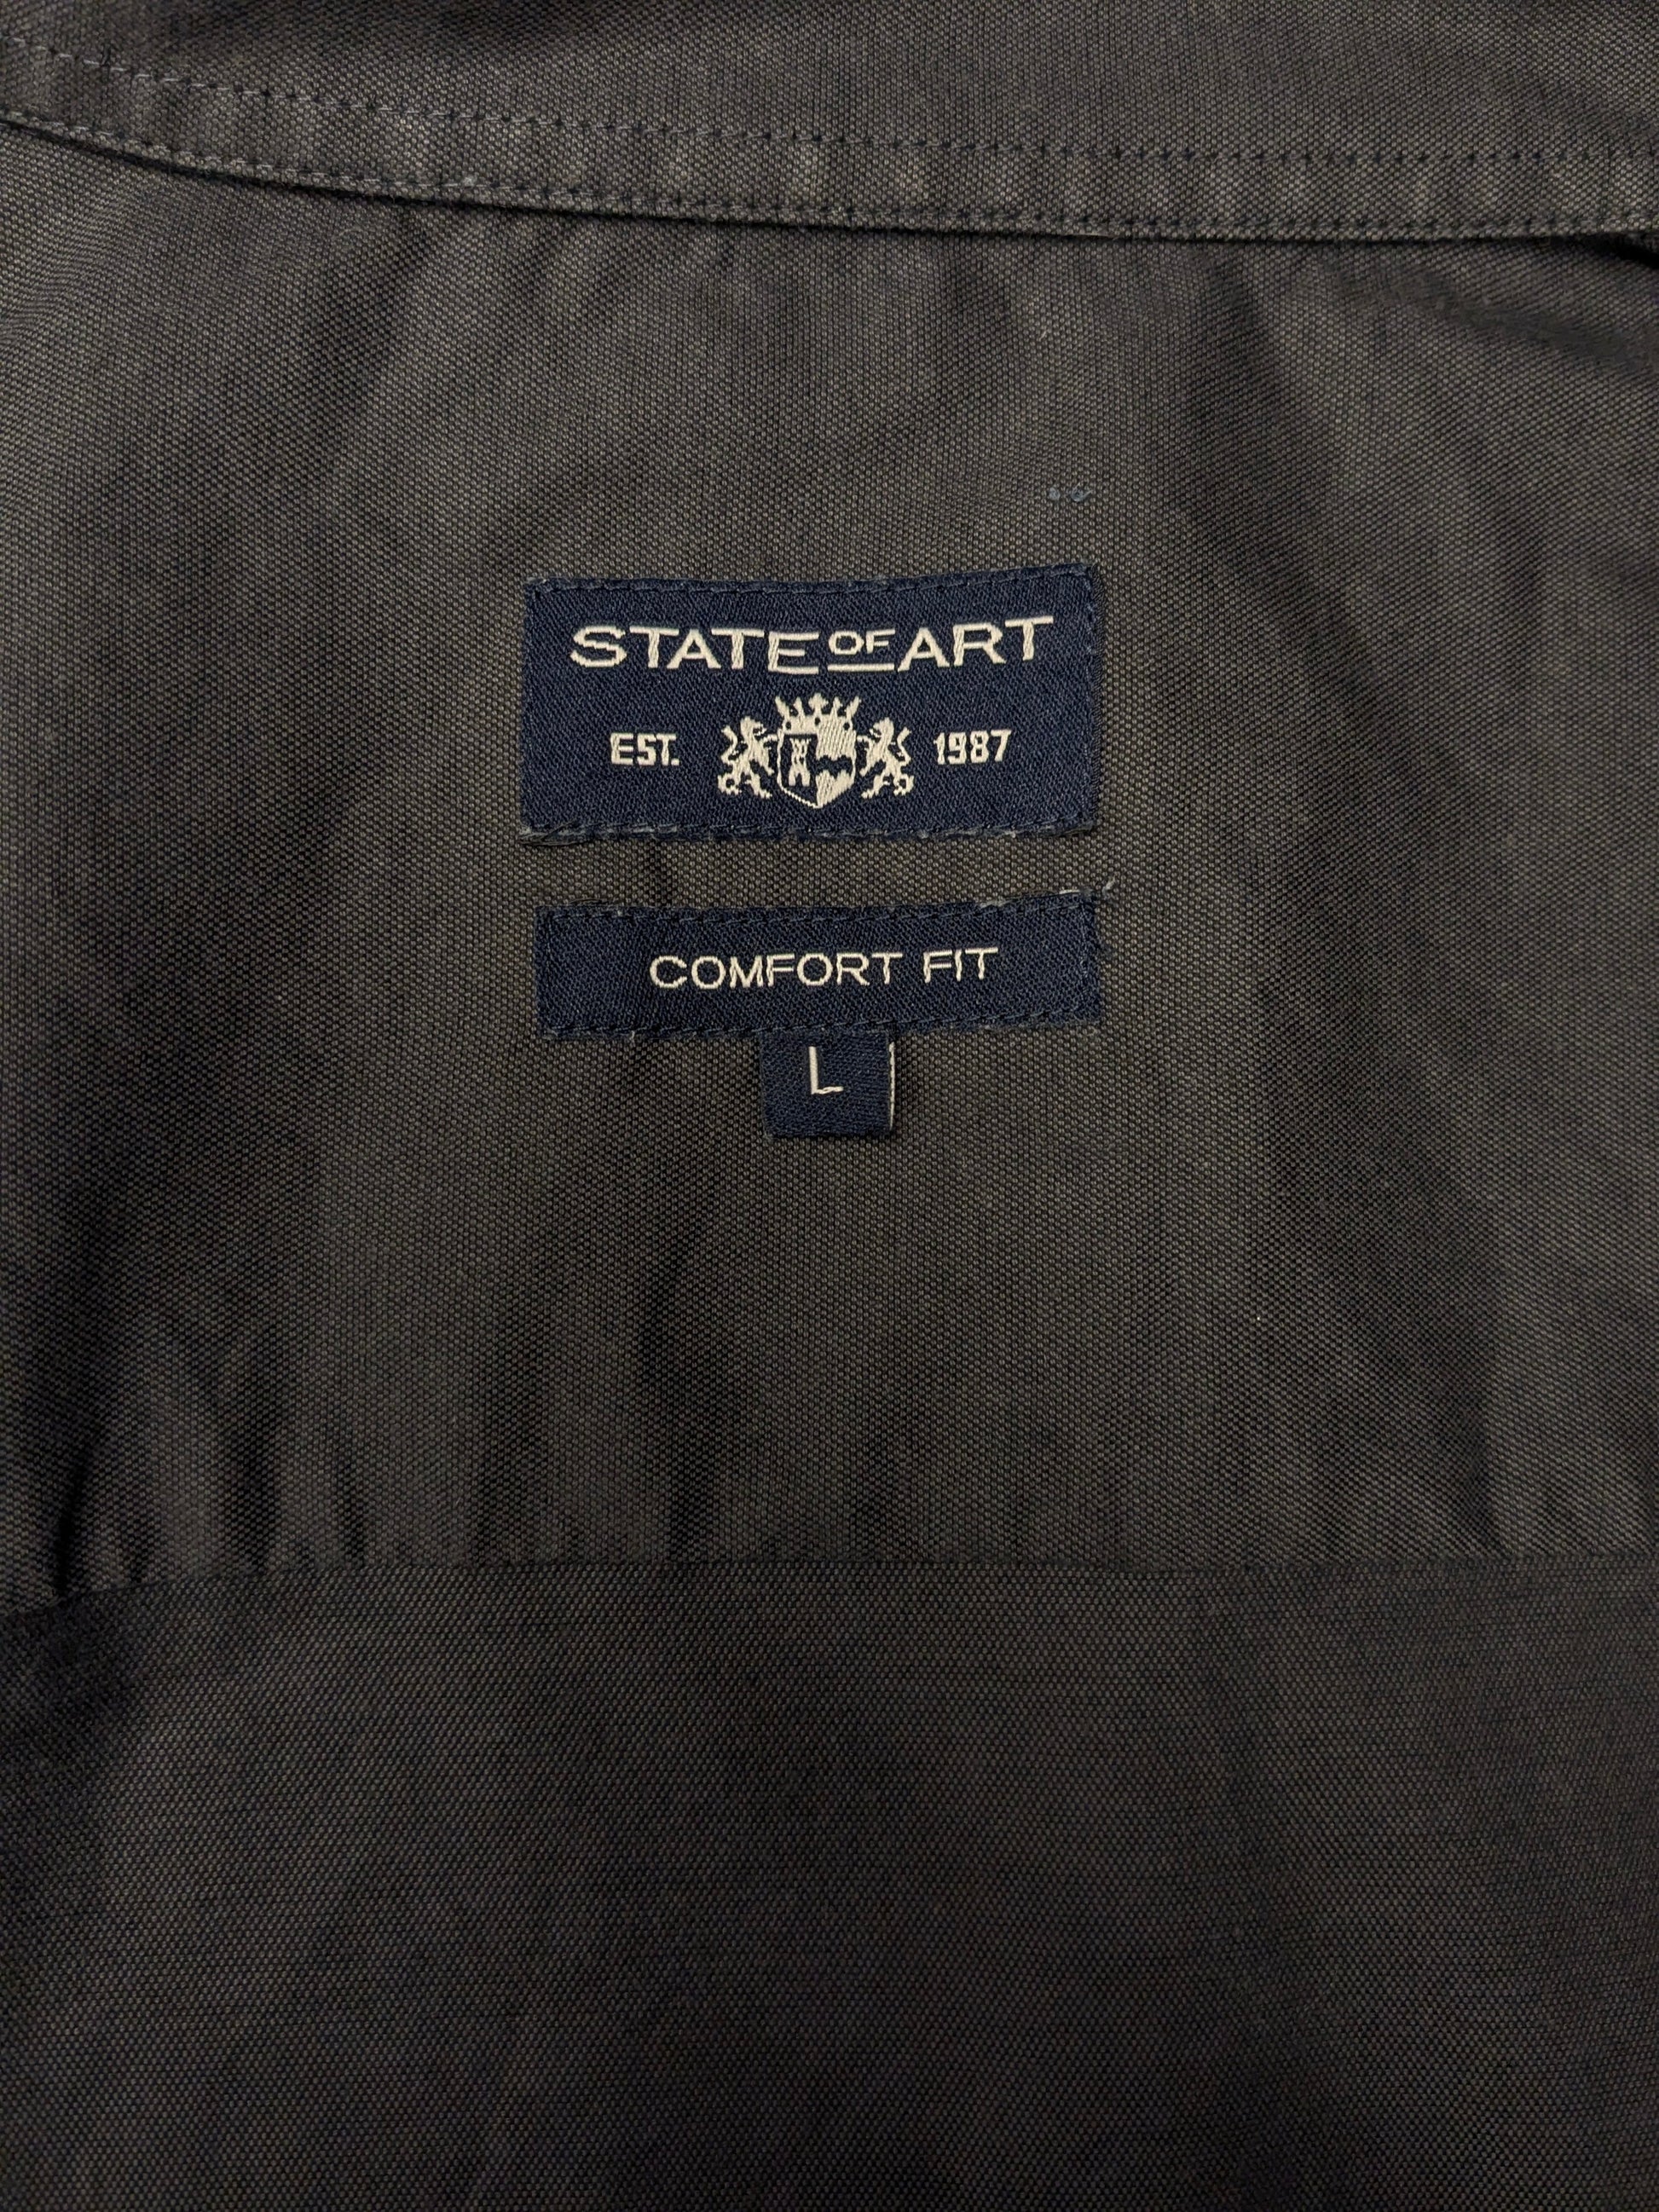 STATE OF ART
EST. 1987
COMFORT FIT
L